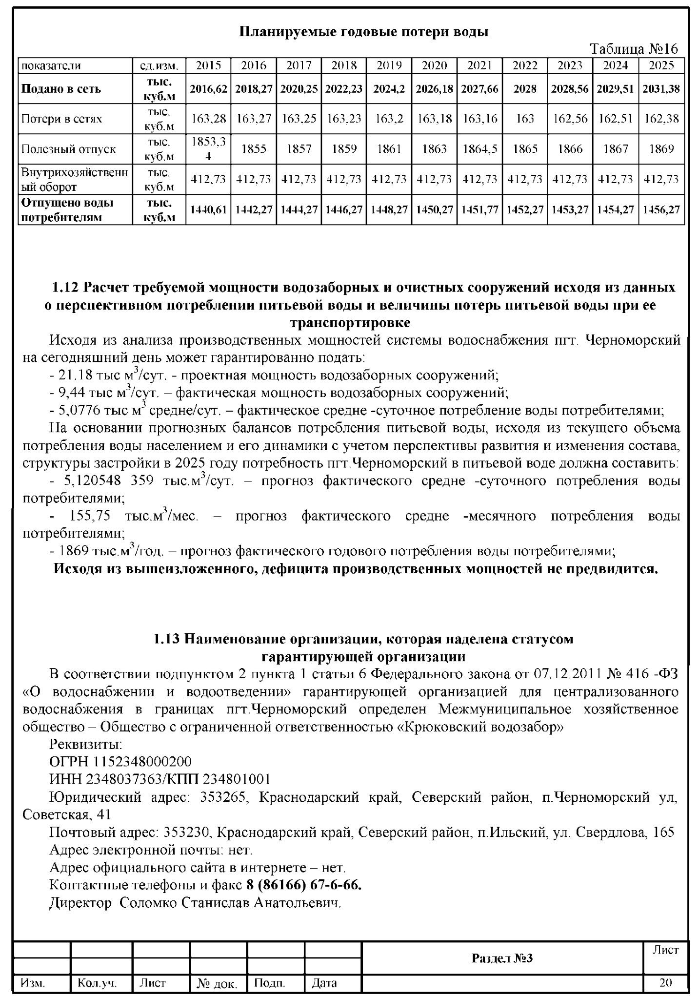 Планируемые годовые потери воды
Таблица №16
показатели ед.изм. 2015 2016 2017 2018 2019 2020 2021 2022 2023 2024 2025
Подано в сеть тыс. куб.м 2016,62 2018,27 2020,25 2022,23 2024,2 2026,18 2027,66 2028 2028,56 2029,51 2031,38
Потери в сетях тыс. куб.м 163,28 163,27 163,25 163,23 163,2 163,18 163,16 163 162,56 162,51 162,38
Полезный отпуск тыс. куб.м 1853,34 1855 1857 1859 1861 1863 1864,5 1865 1866 1867 1869
Внутрихозяйственный оборот тыс. куб.м 412,73 412,73 412,73 412,73 412,73 412,73 412,73 412,73 412,73 412,73 412,73
Отпущено воды потребителям тыс. куб.м 1440,61 1442,27 1444,27 1446,27 1448,27 1450,27 1451,77 1452,27 1453,27 1454,27 1456,27
1.12 Расчет требуемой мощности водозаборных и очистных сооружений исходя из данных
о перспективном потреблении питьевой воды и величины потерь питьевой воды при ее
транспортировке
Исходя из анализа производственных мощностей системы водоснабжения пгт. Черноморский
на сегодняшний день может гарантированно подать:
- 21.18 тыс м³/сут. - проектная мощность водозаборных сооружений;
- 9,44 тыс м³/сут. – фактическая мощность водозаборных сооружений;
- 5,0776 тыс м³ средне/сут. – фактическое средне -суточное потребление воды потребителями;
На основании прогнозных балансов потребления питьевой воды, исходя из текущего объема
потребления воды населением и его динамики с учетом перспективы развития и изменения состава,
структуры застройки в 2025 году потребность пгт.Черноморский в питьевой воде должна составить:
- 5,120548 359 тыс.м³/сут. – прогноз фактического средне -суточного потребления воды
потребителями;
- 155,75 тыс.м³/мес. – прогноз фактического средне -месячного потребления воды
потребителями;
- 1869 тыс.м³/год. – прогноз фактического годового потребления воды потребителями;
Исходя из вышеизложенного, дефицита производственных мощностей не предвидится.
1.13 Наименование организации, которая наделена статусом
гарантирующей организации
В соответствии подпунктом 2 пункта 1 статьи 6 Федерального закона от 07.12.2011 № 416 -ФЗ
«О водоснабжении и водоотведении» гарантирующей организацией для централизованного
водоснабжения в границах пгт.Черноморский определен Межмуниципальное хозяйственное
общество – Общество с ограниченной ответственностью «Крюковский водозабор»
Реквизиты:
ОГРН 1152348000200
ИНН 2348037363/КПП 234801001
Юридический адрес: 353265, Краснодарский край, Северский район, п.Черноморский ул,
Советская, 41
Почтовый адрес: 353230, Краснодарский край, Северский район, п.Ильский, ул. Свердлова, 165
Адрес электронной почты: нет.
Адрес официального сайта в интернете – нет.
Контактные телефоны и факс 8 (86166) 67-6-66.
Директор Соломко Станислав Анатольевич.
Раздел №3 Лист
Изм. Кол.уч. Лист № док. Подп. Дата 20